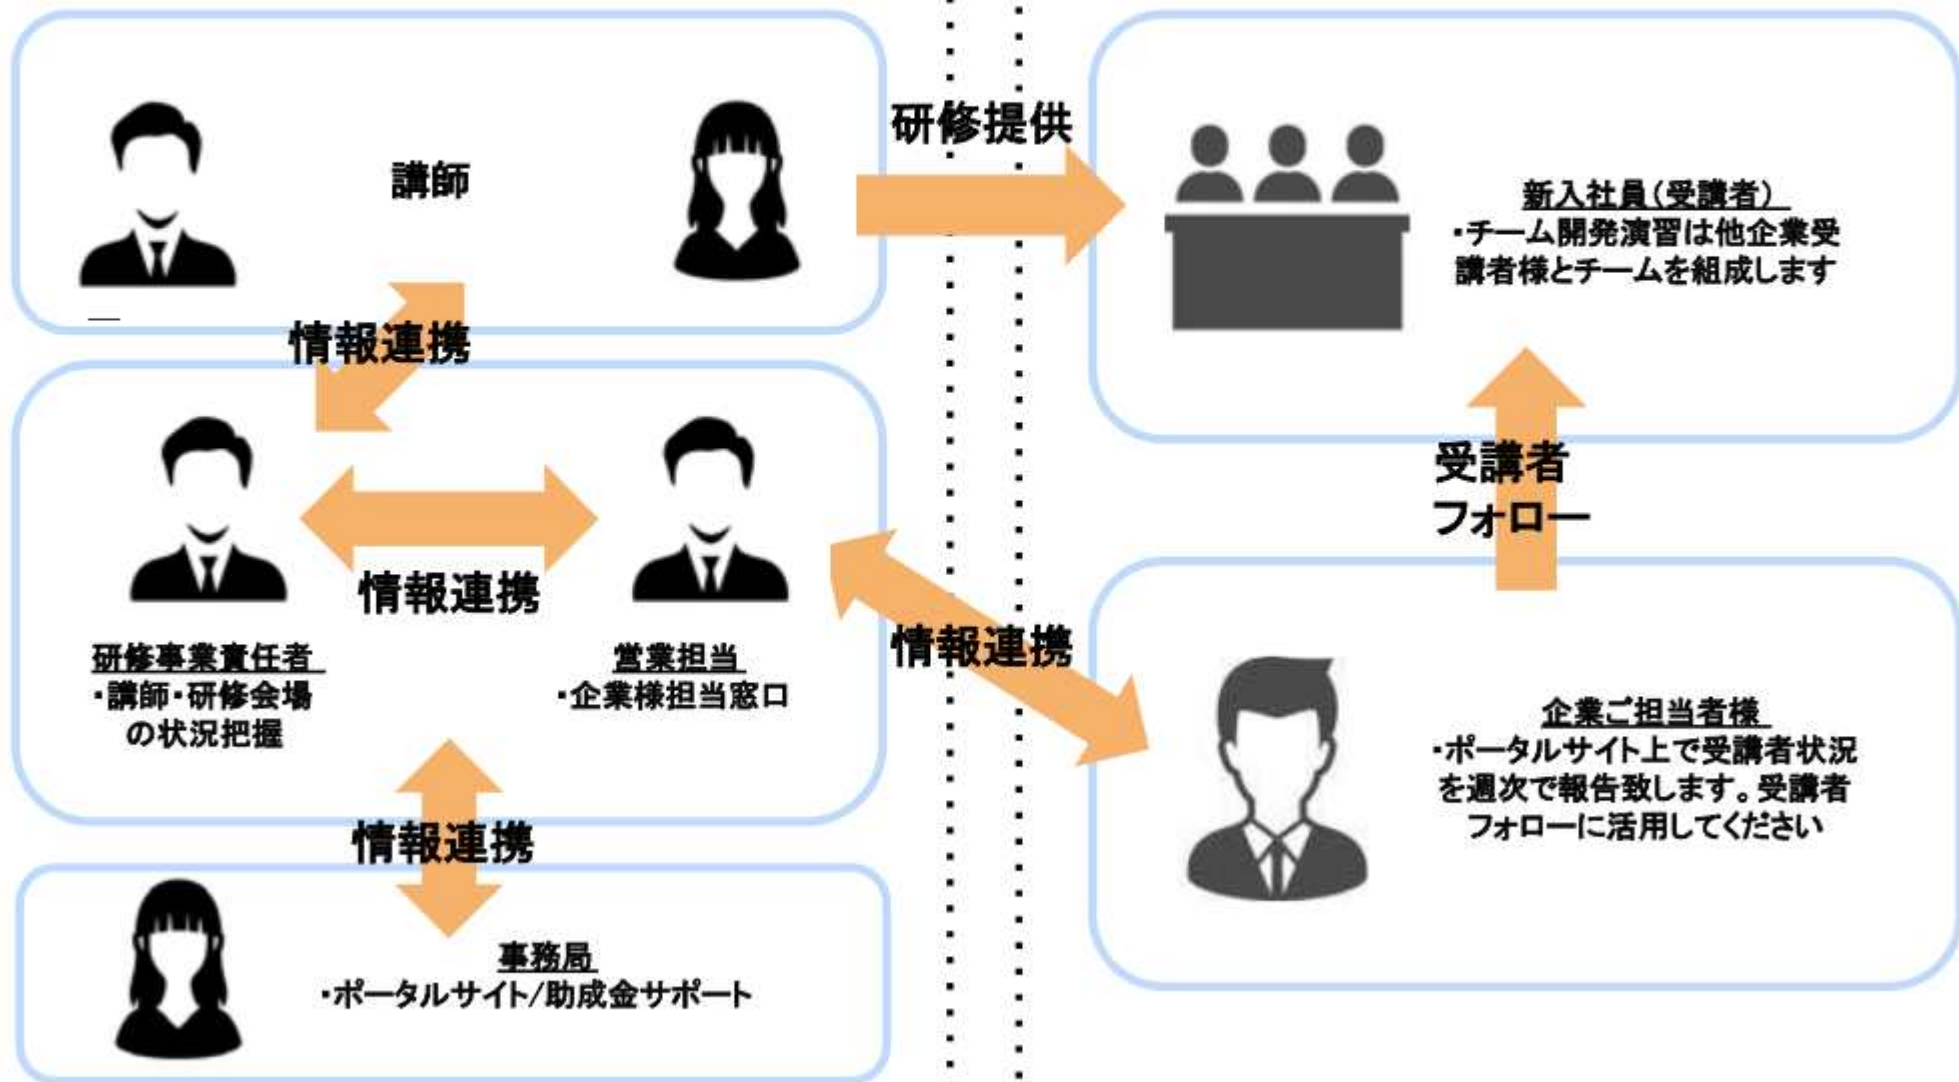 講師
研修提供
新入社員(受講者)
・チーム開発演習は他企業受
講者様とチームを組成します
情報連携
情報連携
研修事業責任者
・講師・研修会場
の状況把握
営業担当
・企業様担当窓口
情報連携
受講者
フォロー
企業ご担当者様
・ポータルサイト上で受講者状況
を週次で報告致します。受講者
フォローに活用してください
情報連携
事務局
・ポータルサイト/助成金サポート